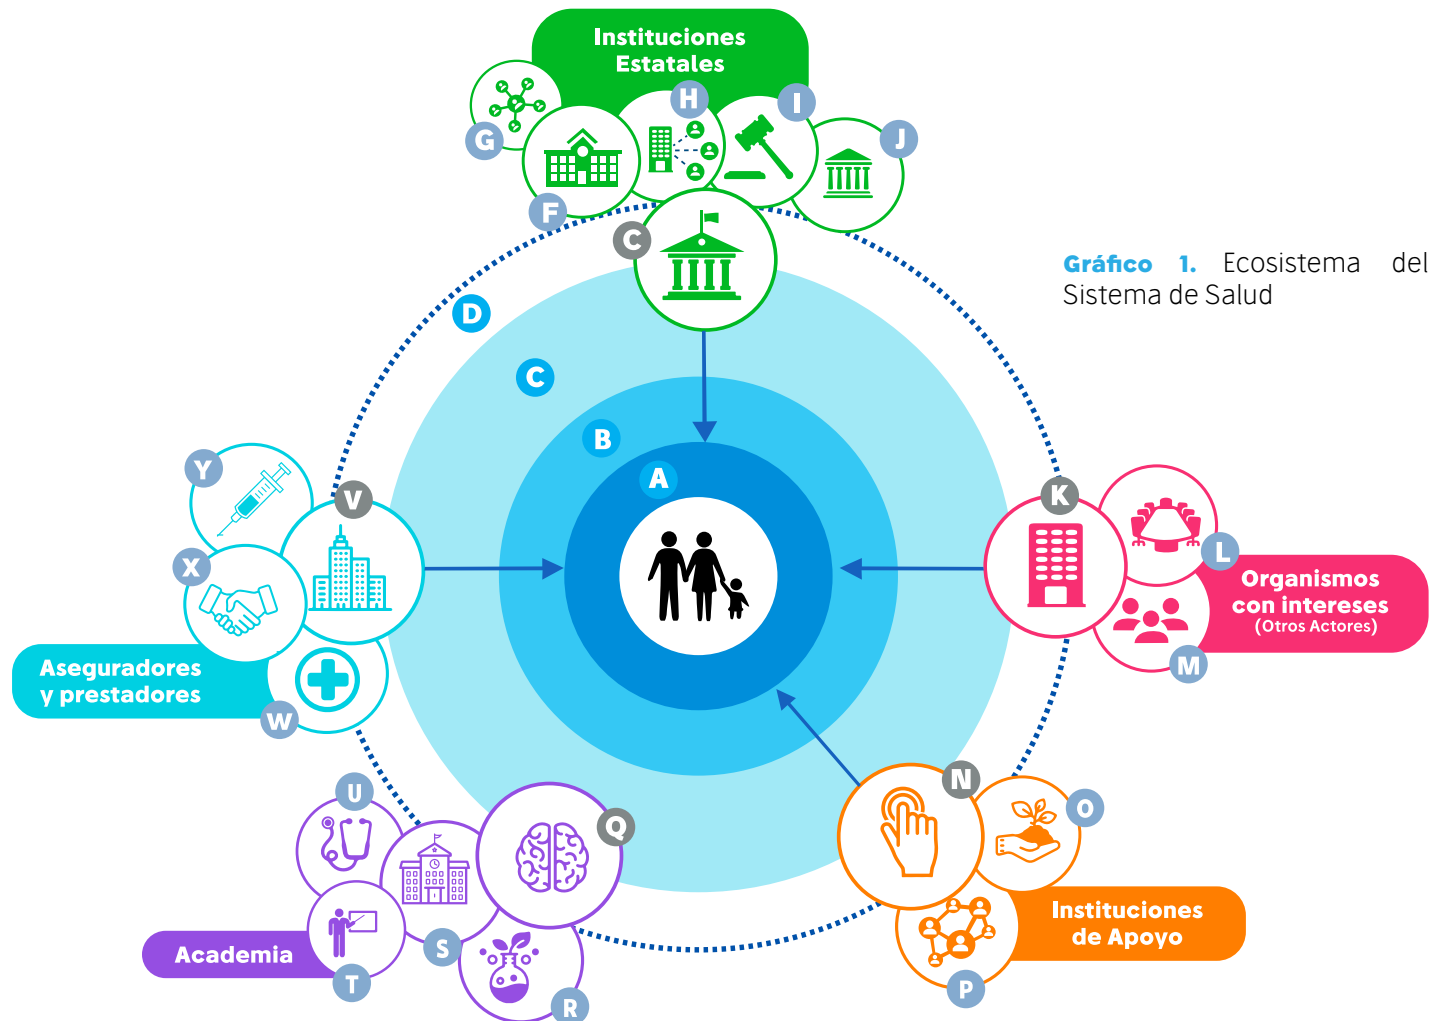 Instituciones
Estatales
G
F
H
I
J
C
Gráfico 1. Ecosistema del
Sistema de Salud
D
C
B
A
Y
X
V
W
Aseguradores
y prestadores
K
L
M
Organismos
con intereses
(Otros Actores)
N
O
P
Instituciones
de Apoyo
U
Q
S
T
R
Academia